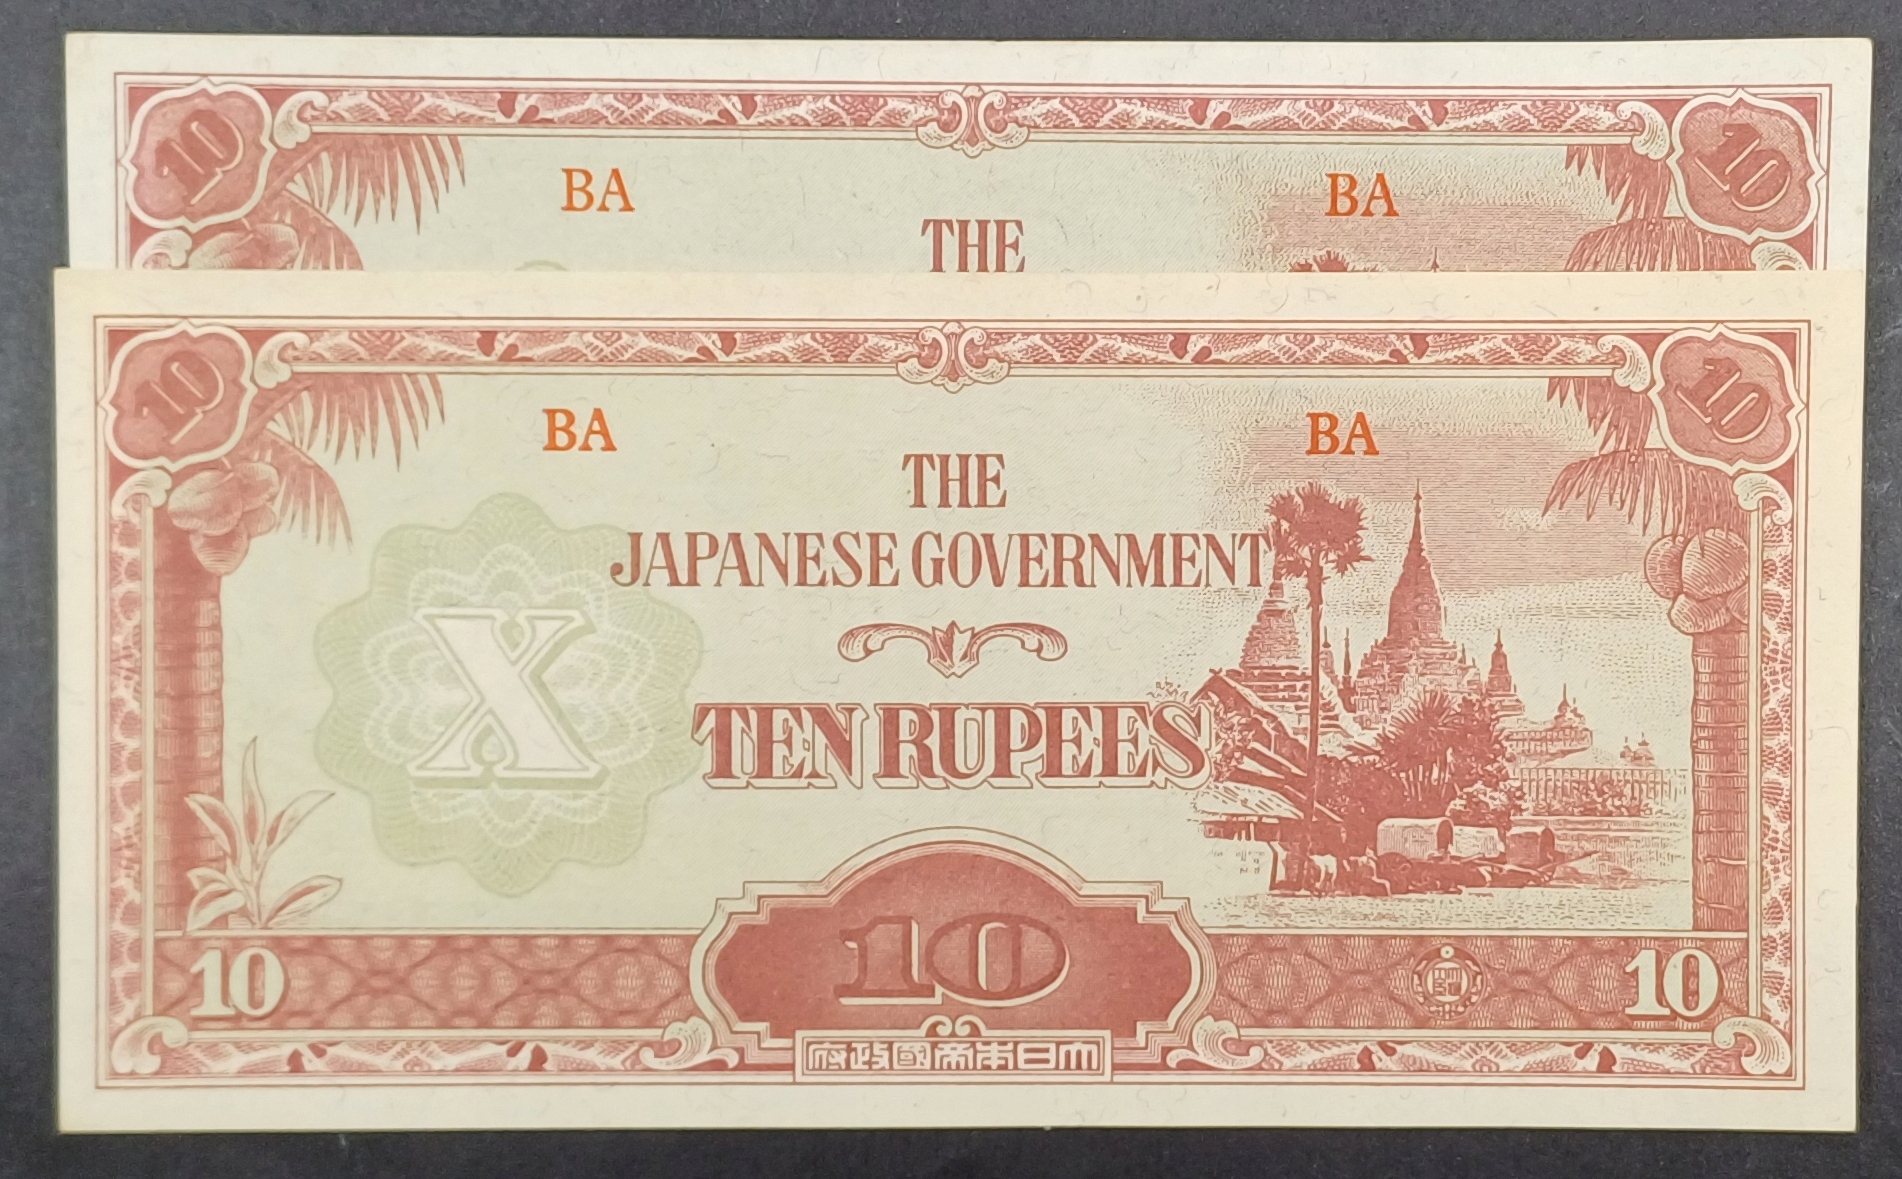 10 10
BA BA
THE
10 10
BA BA
THE
JAPANESE GOVERNMENT
X
TEN RUPEES
10 10 10
府政國帝本日大